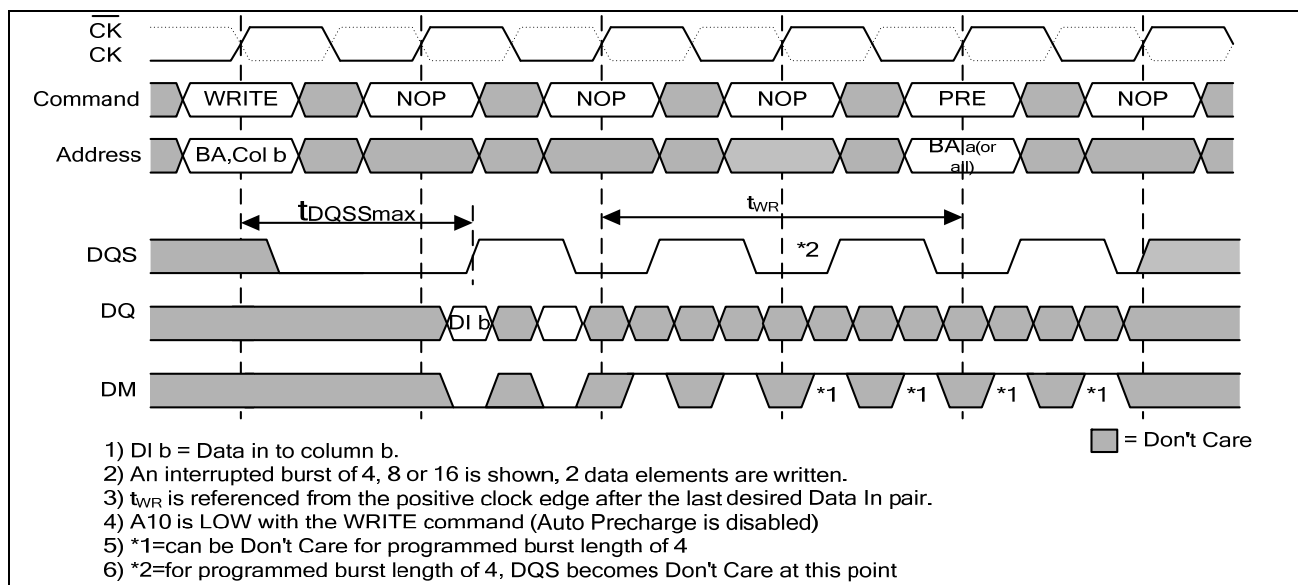 CK
CK
Command WRITE NOP NOP NOP PRE NOP
Address BA,Col b BA a(or
all)
tDQSSmax tWR
DQS *2
DQ DI b
DM *1 *1 *1 *1
= Don't Care
1) DI b = Data in to column b.
2) An interrupted burst of 4, 8 or 16 is shown, 2 data elements are written.
3) tWR is referenced from the positive clock edge after the last desired Data In pair.
4) A10 is LOW with the WRITE command (Auto Precharge is disabled)
5) *1=can be Don't Care for programmed burst length of 4
6) *2=for programmed burst length of 4, DQS becomes Don't Care at this point